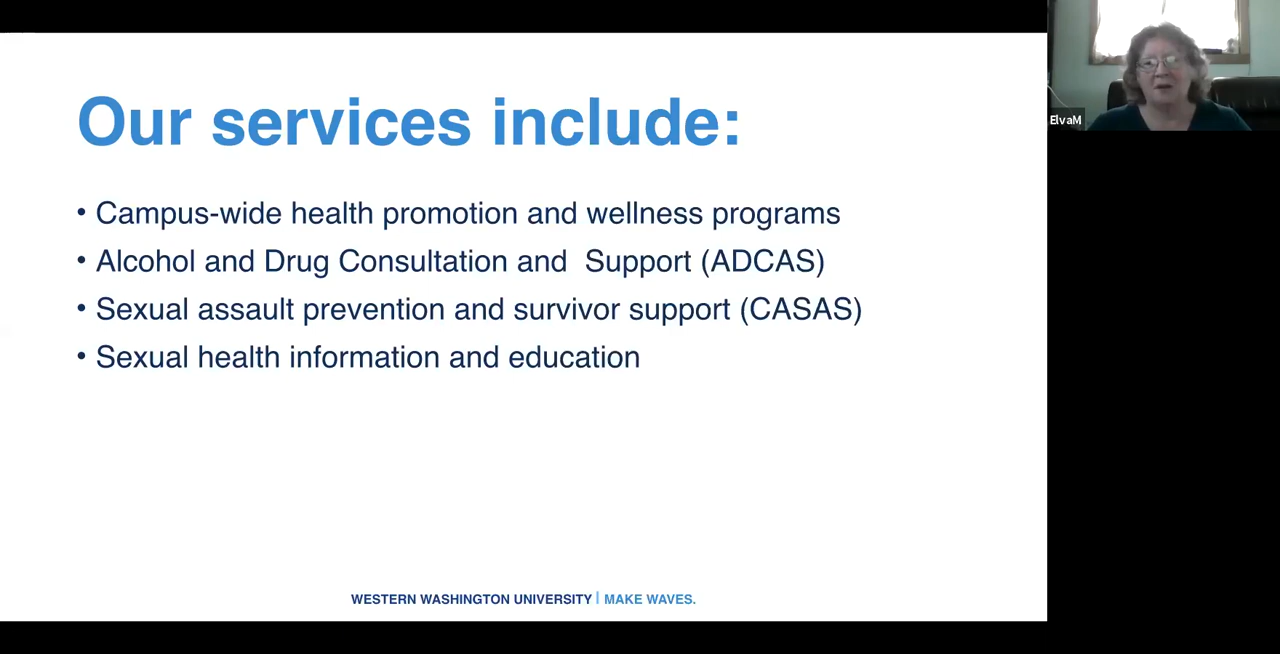 Our services include:
• Campus-wide health promotion and wellness programs
• Alcohol and Drug Consultation and  Support (ADCAS)
• Sexual assault prevention and survivor support (CASAS)
• Sexual health information and education
WESTERN WASHINGTON UNIVERSITY | MAKE WAVES.
ElvaM